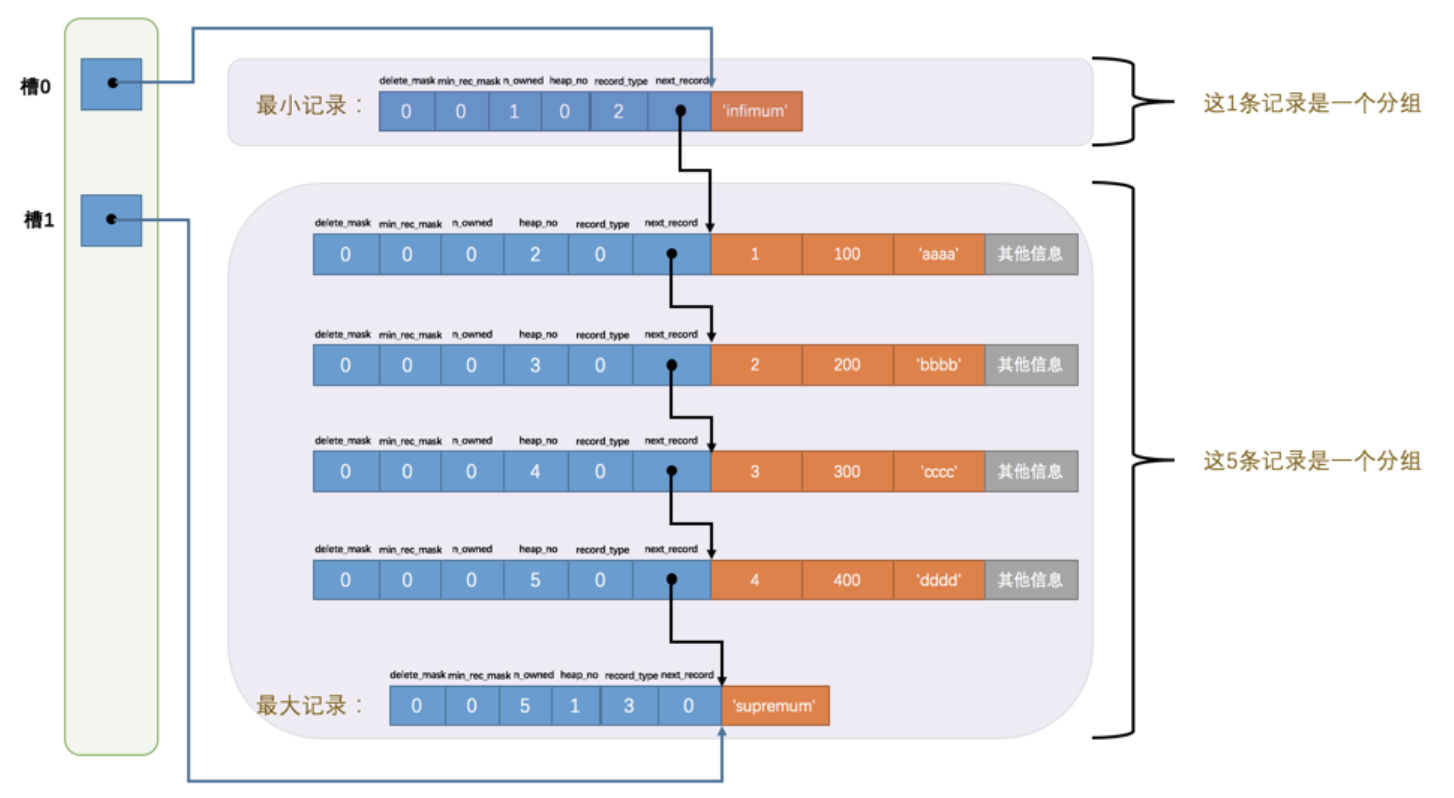 槽0
delete_mask min_rec_mask n_owned heap_no record_type next_record
最小记录： 0 0 1 0 2 'infimum'
这1条记录是一个分组
槽1
delete_mask min_rec_mask n_owned heap_no record_type next_record
0 0 0 2 0 1 100 'aaaa' 其他信息
delete_mask min_rec_mask n_owned heap_no record_type next_record
0 0 0 3 0 2 200 'bbbb' 其他信息
delete_mask min_rec_mask n_owned heap_no record_type next_record
0 0 0 4 0 3 300 'cccc' 其他信息
这5条记录是一个分组
delete_mask min_rec_mask n_owned heap_no record_type next_record
0 0 0 5 0 4 400 'dddd' 其他信息
delete_mask min_rec_mask n_owned heap_no record_type next_record
最大记录： 0 0 5 1 3 0 'supremum'